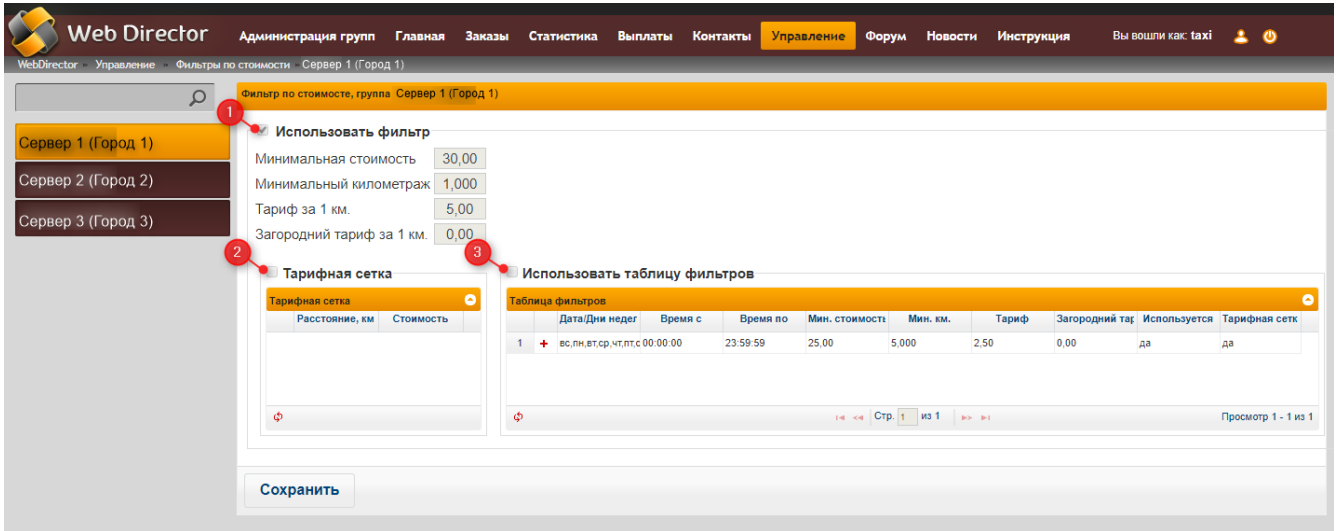 Web Director
Администрация групп Главная Заказы Статистика Выплаты Контакты Управление Форум Новости Инструкция Вы вошли как: taxi
WebDirector - Управление - Фильтры по стоимости - Сервер 1 (Город 1)
Фильтр по стоимосте, группа Сервер 1 (Город 1)
1
Использовать фильтр
Сервер 1 (Город 1)
Сервер 2 (Город 2)
Сервер 3 (Город 3)
Минимальная стоимость 30,00
Минимальный километраж 1,000
Тариф за 1 км. 5,00
Загородний тариф за 1 км. 0,00
2
3
Тарифная сетка
Использовать таблицу фильтров
Тарифная сетка
Расстояние, км Стоимость
Таблица фильтров
Дата/Дни недег Время с Время по Мин. стоимость Мин. км. Тариф Загородний тар Используется Тарифная сетк
1 вс,пн,вт,ср,чт,пт,с 00:00:00 23:59:59 25,00 5,000 2,50 0,00 да да
Стр. 1 из 1
Просмотр 1 - 1 из 1
Сохранить